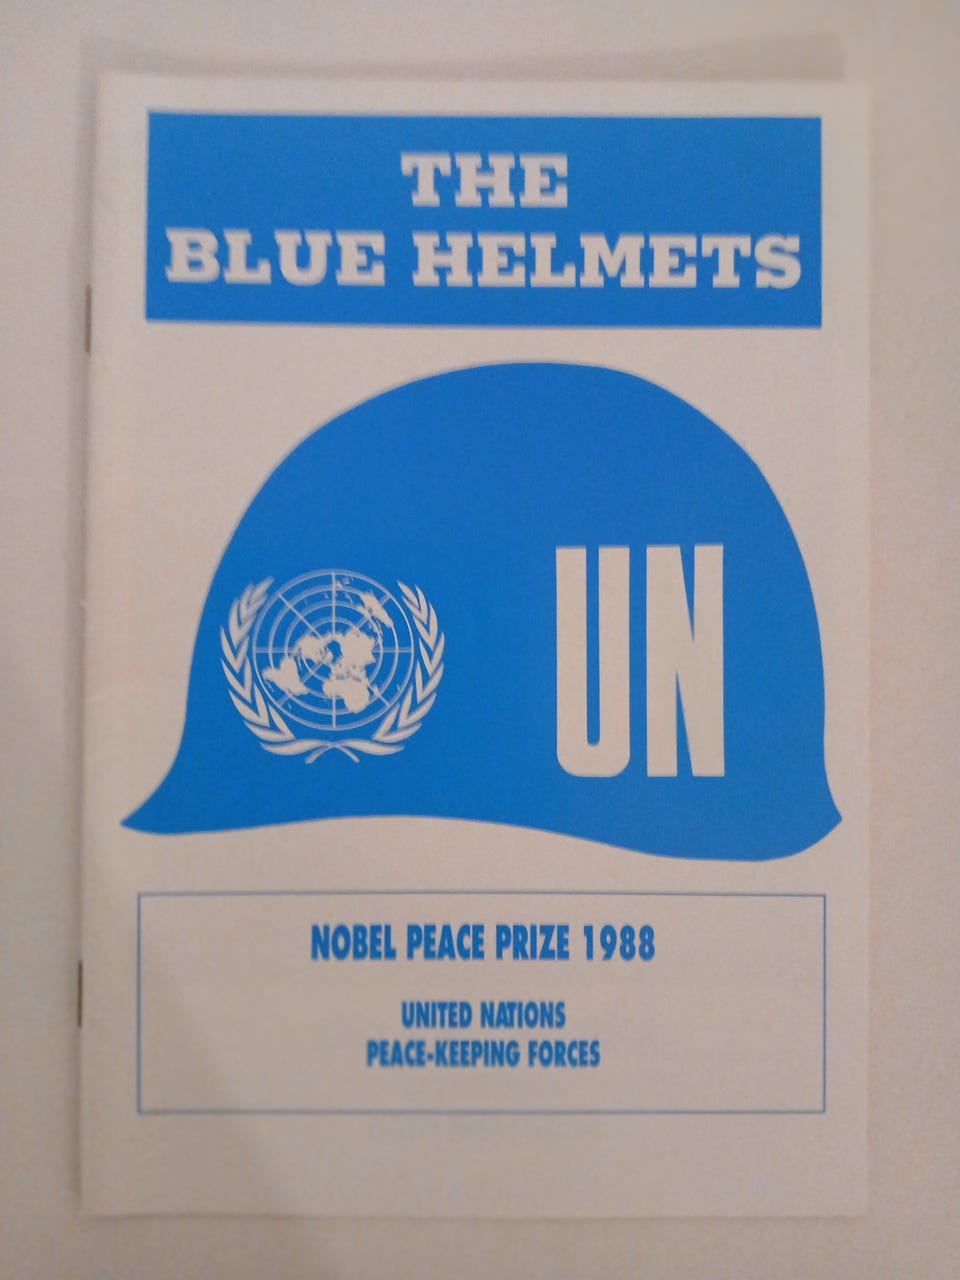 THE
BLUE HELMETS
UN
NOBEL PEACE PRIZE 1988
UNITED NATIONS
PEACE-KEEPING FORCES